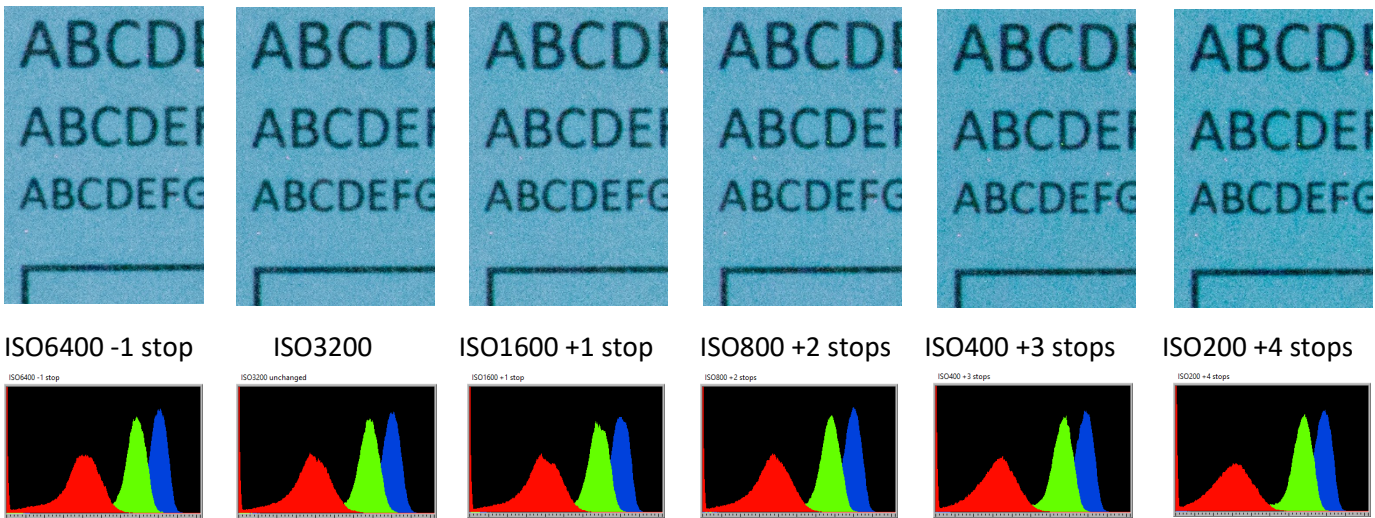 ABCDE ABCDE ABCDE ABCDE ABCDE ABCDE
ABCDEF ABCDEF ABCDEF ABCDEF ABCDEF ABCDEF
ABCDEFG ABCDEFG ABCDEFG ABCDEFG ABCDEFG ABCDEFG
ISO6400 -1 stop ISO3200 ISO1600 +1 stop ISO800 +2 stops ISO400 +3 stops ISO200 +4 stops
ISO6400 -1 stop ISO3200 unchanged ISO1600 +1 stop ISO800 +2 stops ISO400 +3 stops ISO200 +4 stops